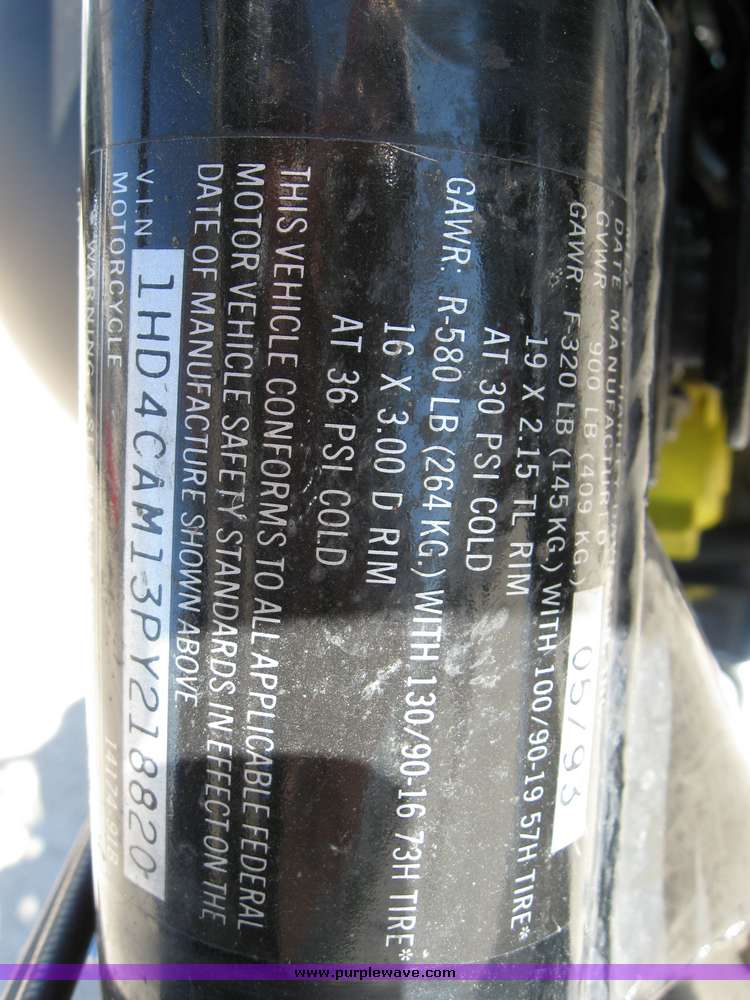 DATE MANUFACTURED 05/93
GVWR 900 LB (409 KG.)
GAWR: F-320 LB (145 KG.) WITH 100/90-19 57H TIRE*
19 X 2.15 TL RIM
AT 30 PSI COLD
GAWR: R-580 LB (264 KG.) WITH 130/90-16 73H TIRE*
16 X 3.00 D RIM
AT 36 PSI COLD
THIS VEHICLE CONFORMS TO ALL APPLICABLE FEDERAL
MOTOR VEHICLE SAFETY STANDARDS IN EFFECT ON THE
DATE OF MANUFACTURE SHOWN ABOVE
V.I.N 1HD4CAM13PY218820
MOTORCYCLE
WARNING
www.purplewave.com